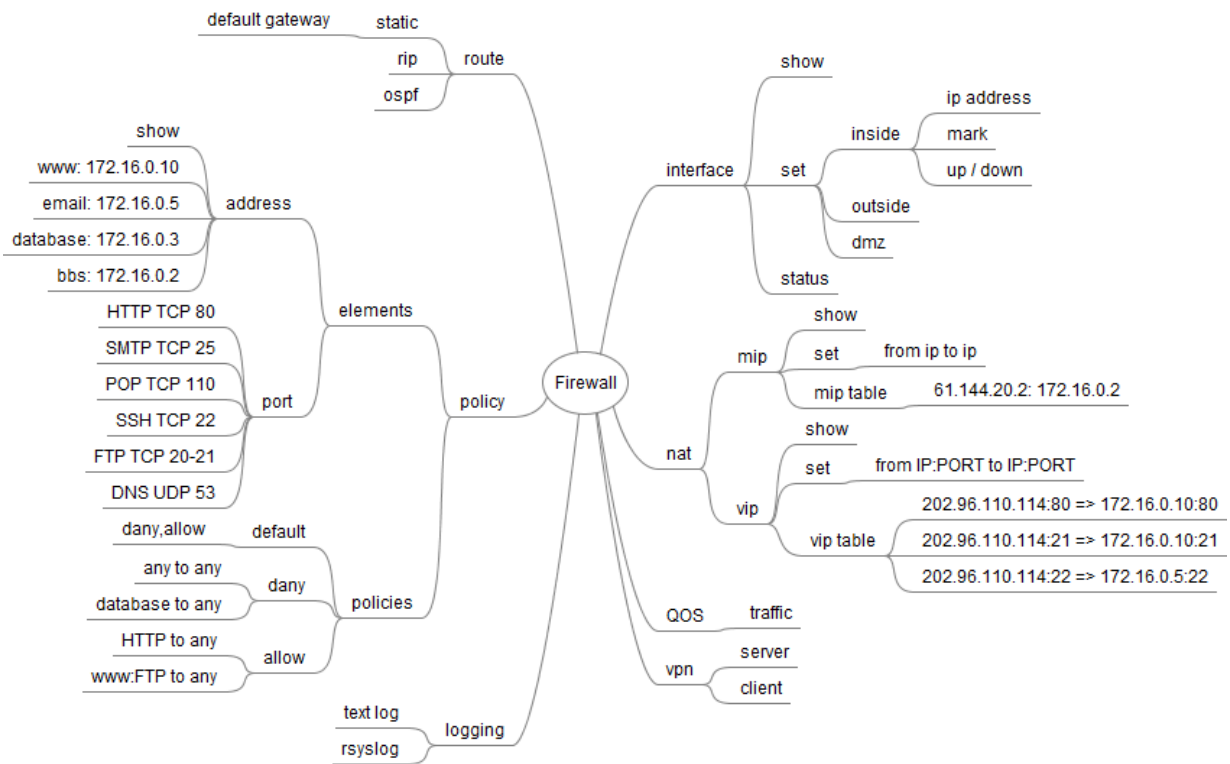 Firewall
route
static
default gateway
rip
ospf
policy
elements
address
show
www: 172.16.0.10
email: 172.16.0.5
database: 172.16.0.3
bbs: 172.16.0.2
port
HTTP TCP 80
SMTP TCP 25
POP TCP 110
SSH TCP 22
FTP TCP 20-21
DNS UDP 53
policies
default
dany,allow
dany
any to any
database to any
allow
HTTP to any
www:FTP to any
logging
text log
rsyslog
interface
show
set
inside
ip address
mark
up / down
outside
dmz
status
nat
mip
show
set
from ip to ip
mip table
61.144.20.2: 172.16.0.2
vip
show
set
from IP:PORT to IP:PORT
vip table
202.96.110.114:80 => 172.16.0.10:80
202.96.110.114:21 => 172.16.0.10:21
202.96.110.114:22 => 172.16.0.5:22
QOS
traffic
vpn
server
client